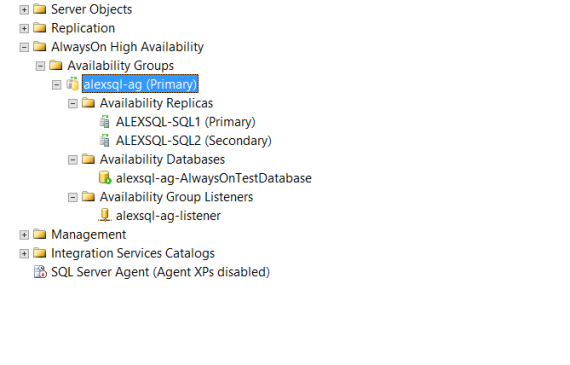 Server Objects
Replication
AlwaysOn High Availability
Availability Groups
alexsql-ag (Primary)
Availability Replicas
ALEXSQL-SQL1 (Primary)
ALEXSQL-SQL2 (Secondary)
Availability Databases
alexsql-ag-AlwaysOnTestDatabase
Availability Group Listeners
alexsql-ag-listener
Management
Integration Services Catalogs
SQL Server Agent (Agent XPs disabled)